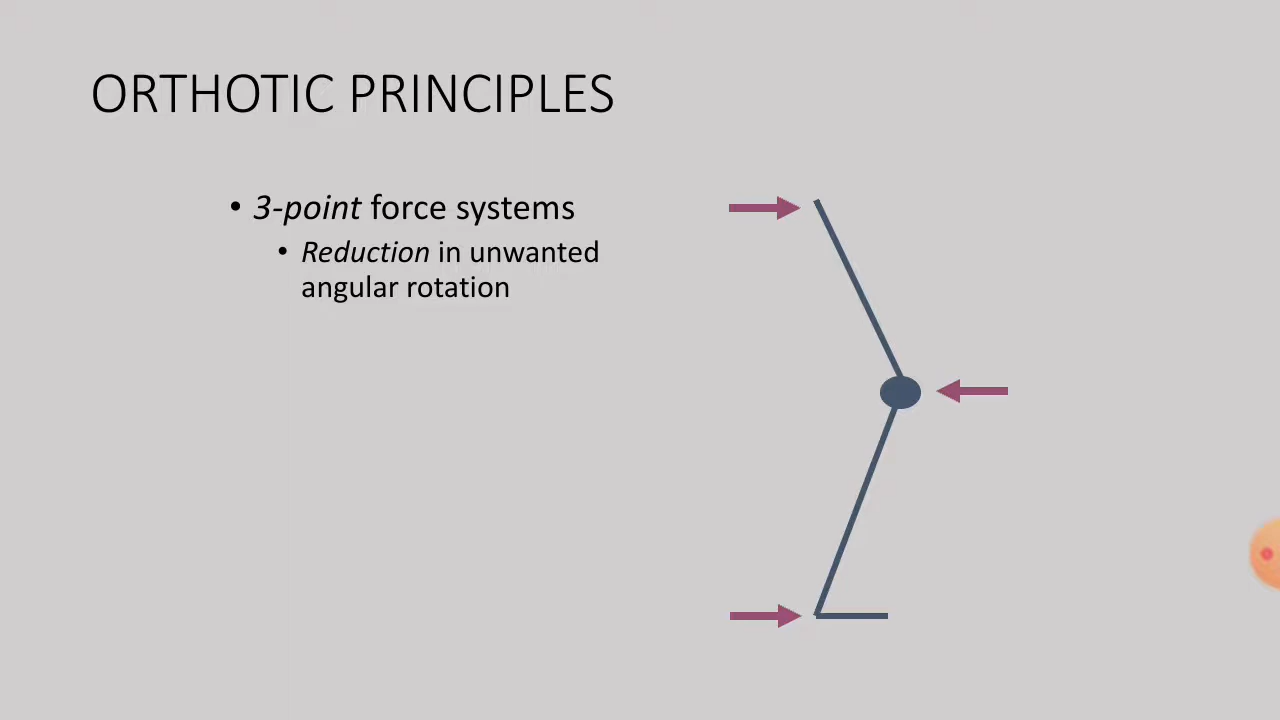 ORTHOTIC PRINCIPLES
• 3-point force systems
• Reduction in unwanted
angular rotation